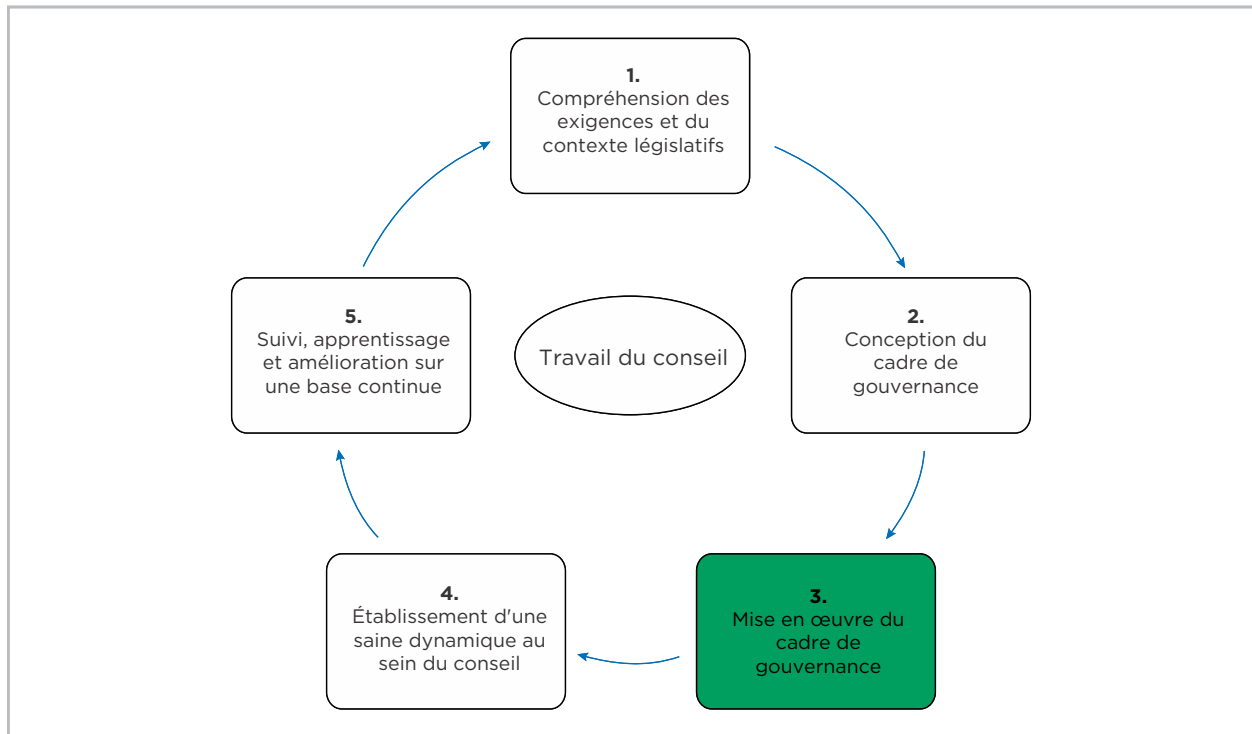 1.
Compréhension des
exigences et du
contexte législatifs
2.
Conception du
cadre de
gouvernance
3.
Mise en œuvre du
cadre de
gouvernance
4.
Établissement d'une
saine dynamique au
sein du conseil
5.
Suivi, apprentissage
et amélioration sur
une base continue
Travail du conseil